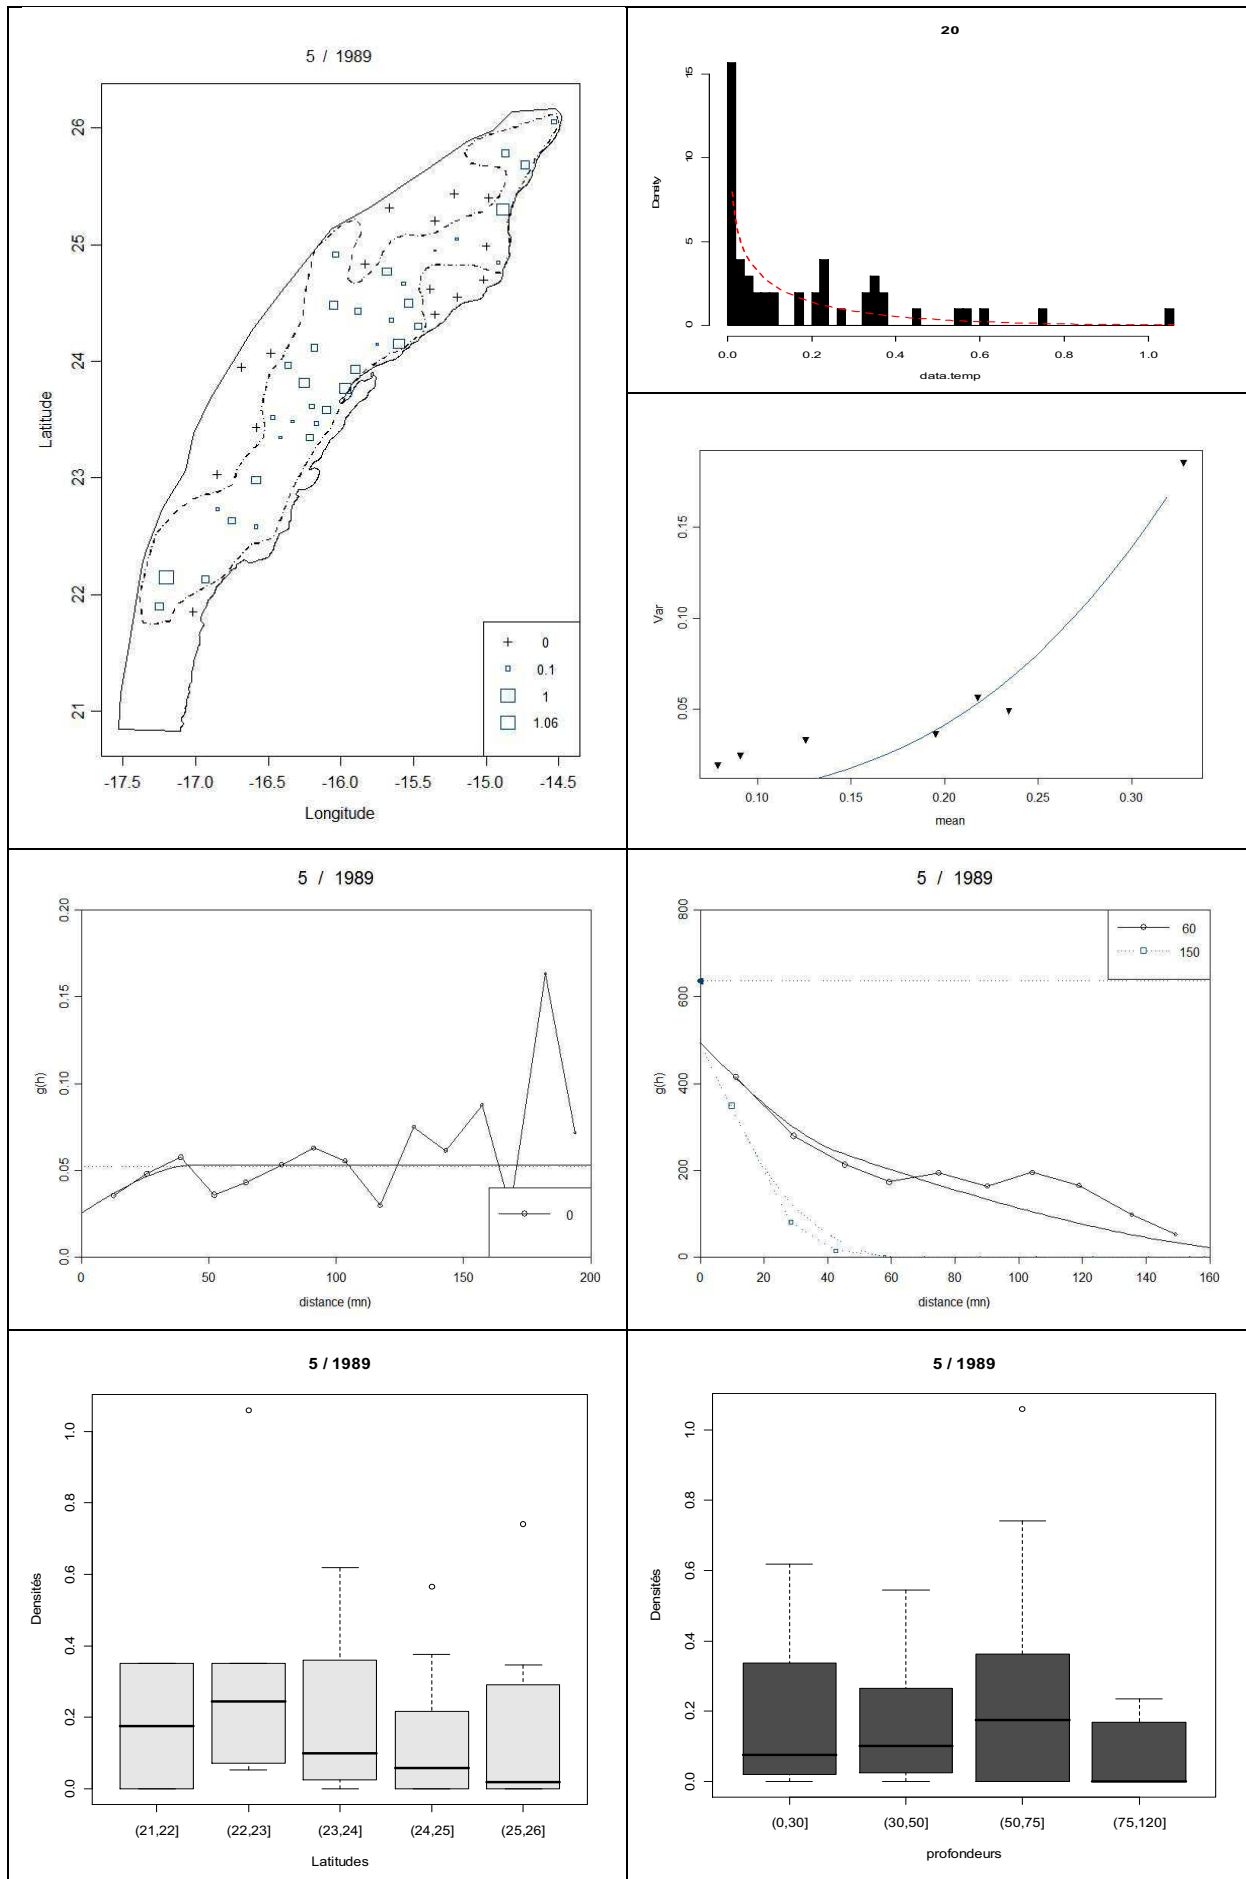 5 / 1989
Latitude
26
25
24
23
22
21
0
0.1
1
1.06
-17.5 -17.0 -16.5 -16.0 -15.5 -15.0 -14.5
Longitude
20
Density
15
10
5
0
0.0 0.2 0.4 0.6 0.8 1.0
data.temp
Var
0.15
0.10
0.05
0.10 0.15 0.20 0.25 0.30
mean
5 / 1989
g(h)
0.20
0.15
0.10
0.05
0.0
0
0 50 100 150 200
distance (mn)
5 / 1989
g(h)
800
600
400
200
0
60
150
0 20 40 60 80 100 120 140 160
distance (mn)
5 / 1989
Densités
1.0
0.8
0.6
0.4
0.2
0.0
(21,22] (22,23] (23,24] (24,25] (25,26]
Latitudes
5 / 1989
Densités
1.0
0.8
0.6
0.4
0.2
0.0
(0,30] (30,50] (50,75] (75,120]
profondeurs